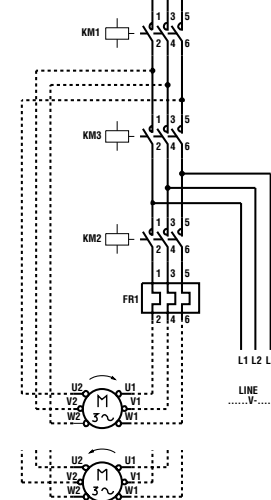 1 3 5
KM1
2 4 6
1 3 5
KM3
2 4 6
1 3 5
KM2
2 4 6
1 3 5
FR1
2 4 6
L1 L2 L
LINE
......V-....
U2 U1
V2 M V1
W2 3~ W1
U2 U1
V2 M V1
W2 3~ W1